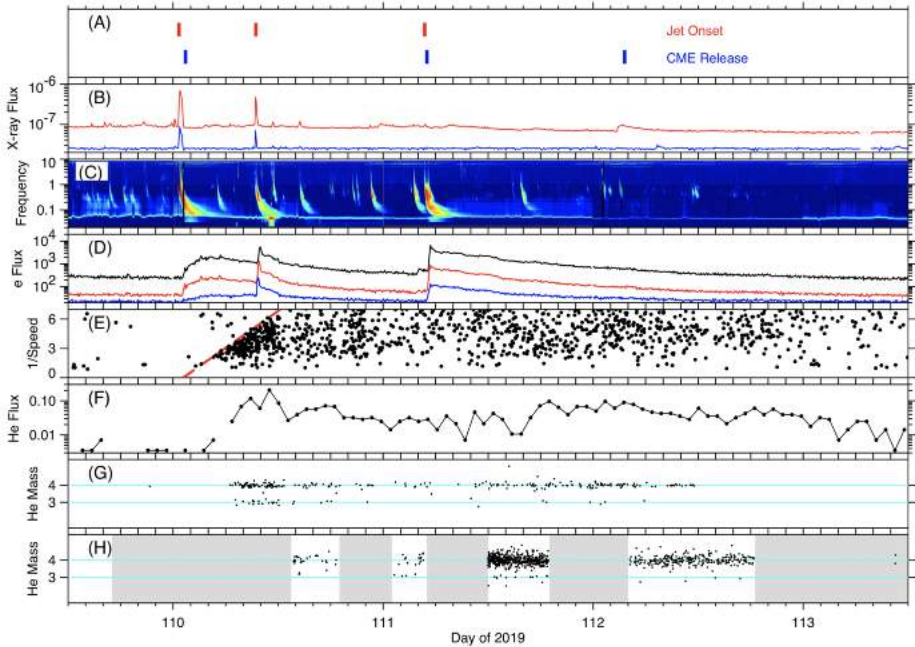 (A)
Jet Onset
CME Release
(B)
X-ray Flux
10^-6
10^-7
(C)
Frequency
10
1
0.1
(D)
e Flux
10^4
10^3
10^2
(E)
1/Speed
6
3
0
(F)
He Flux
0.10
0.01
(G)
He Mass
4
3
(H)
He Mass
4
3
110 111 112 113
Day of 2019